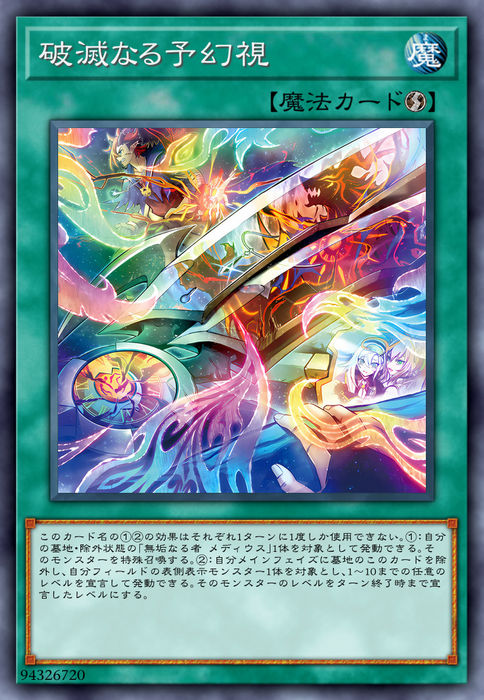 破滅なる予幻視
魔
【魔法カード】
このカード名の①②の効果はそれぞれ1ターンに1度しか使用できない。①:自分
の墓地・除外状態の「無垢なる者 メディウス」1体を対象として発動できる。そ
のモンスターを特殊召喚する。②:自分メインフェイズに墓地のこのカードを除
外し、自分フィールドの表側表示モンスター1体を対象とし、1~10までの任意の
レベルを宣言して発動できる。そのモンスターのレベルをターン終了時まで宣
言したレベルにする。
94326720